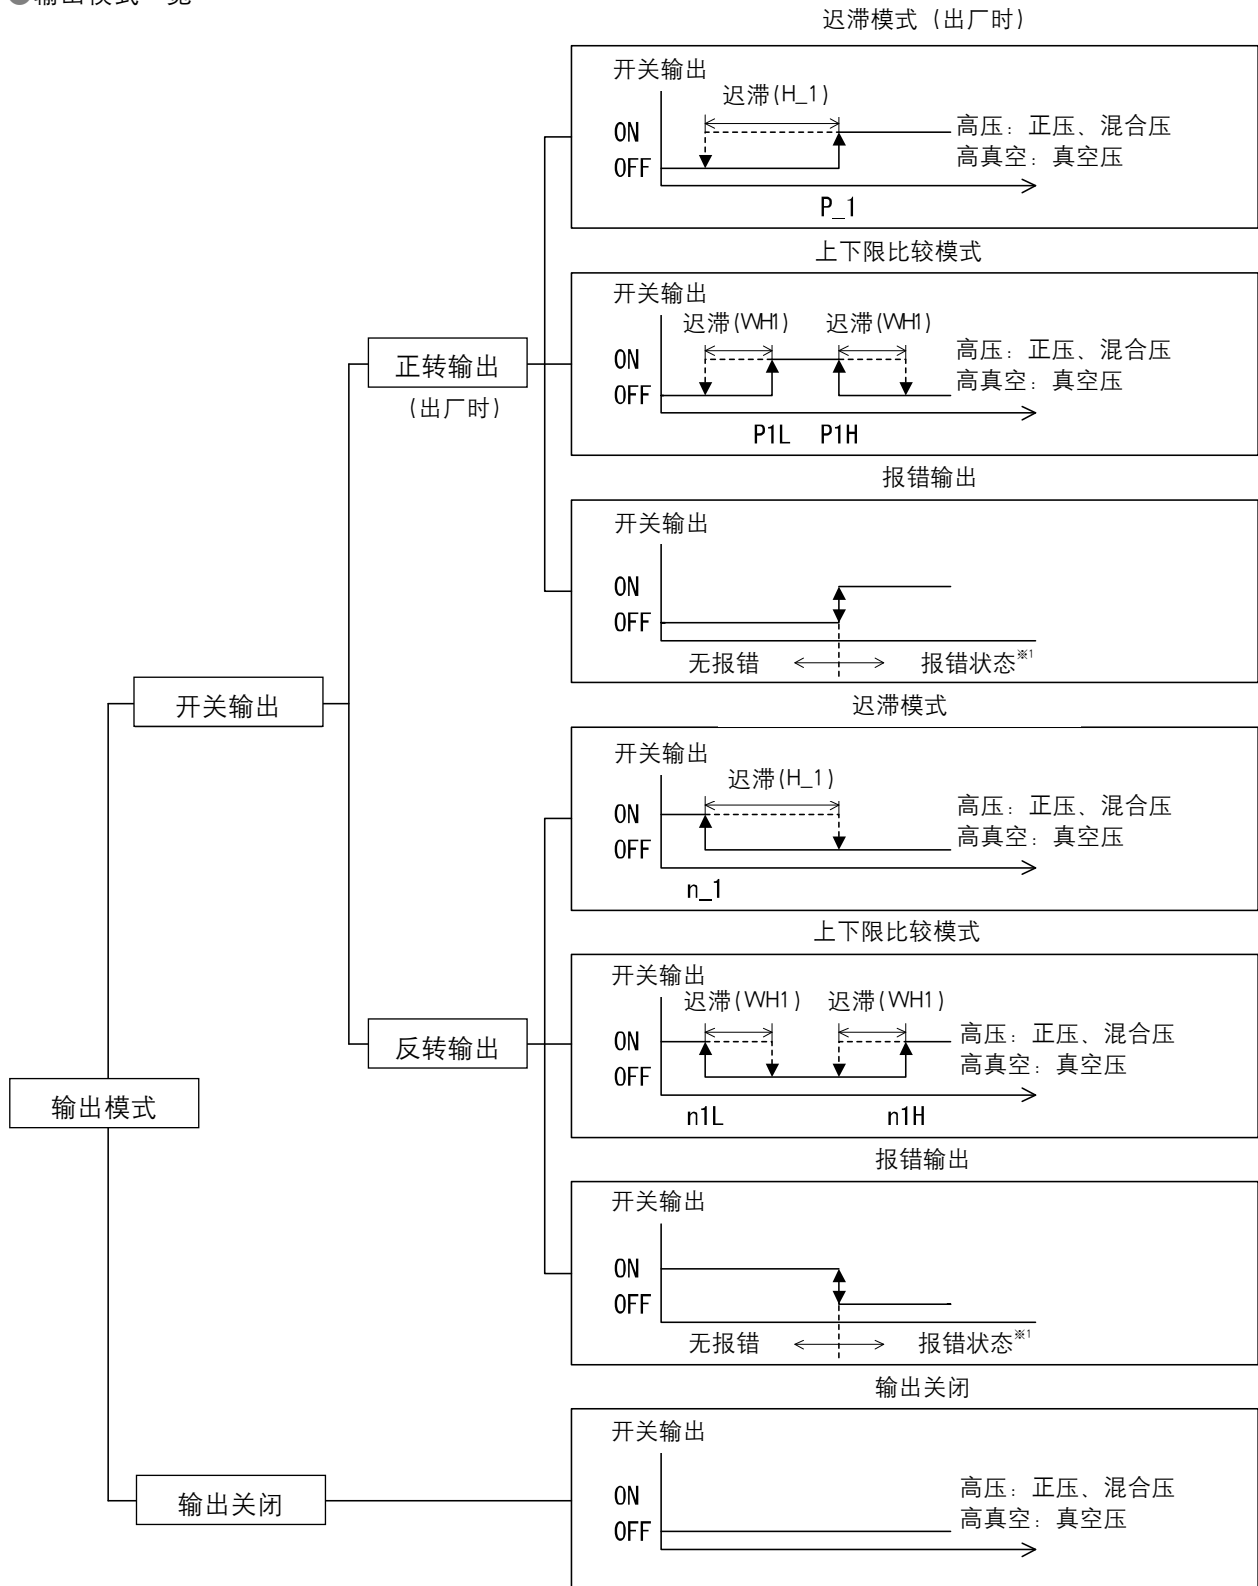 迟滞模式（出厂时）
开关输出
迟滞(H_1)
ON
OFF
高压：正压、混合压
高真空：真空压
P_1
上下限比较模式
开关输出
迟滞(WH1) 迟滞(WH1)
ON
OFF
高压：正压、混合压
高真空：真空压
P1L P1H
正转输出
（出厂时）
报错输出
开关输出
ON
OFF
无报错 报错状态※1
开关输出
迟滞模式
开关输出
迟滞(H_1)
ON
OFF
高压：正压、混合压
高真空：真空压
n_1
上下限比较模式
开关输出
迟滞(WH1) 迟滞(WH1)
ON
OFF
高压：正压、混合压
高真空：真空压
n1L n1H
反转输出
输出模式
报错输出
开关输出
ON
OFF
无报错 报错状态※1
输出关闭
开关输出
ON
OFF
高压：正压、混合压
高真空：真空压
输出关闭